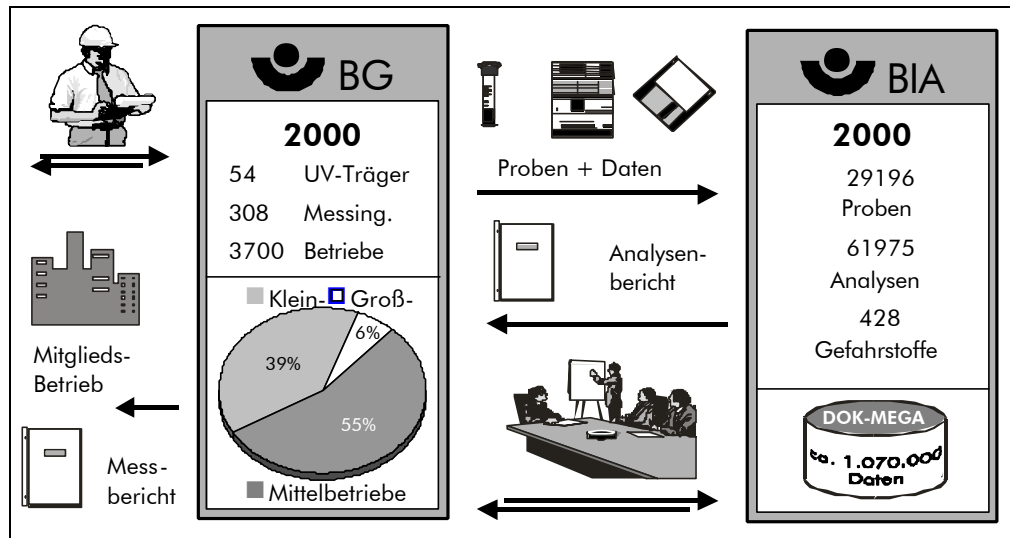 BG
2000
54 UV-Träger
308 Messing.
3700 Betriebe
Klein- Groß-
6%
39%
55%
Mittelbetriebe
Mitglieds-
Betrieb
Mess-
bericht
Proben + Daten
Analysen-
bericht
BIA
2000
29196
Proben
61975
Analysen
428
Gefahrstoffe
DOK-MEGA
ca. 1.070.000
Daten